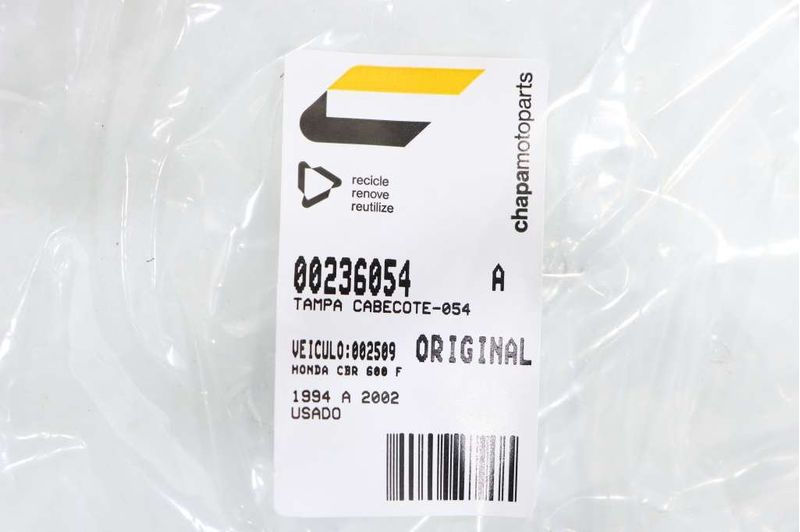 chapamotoparts
recicle
renove
reutilize
00236054 A
TAMPA CABECOTE-054
VEICULO:002509 ORIGINAL
HONDA CBR 600 F
1994 A 2002
USADO